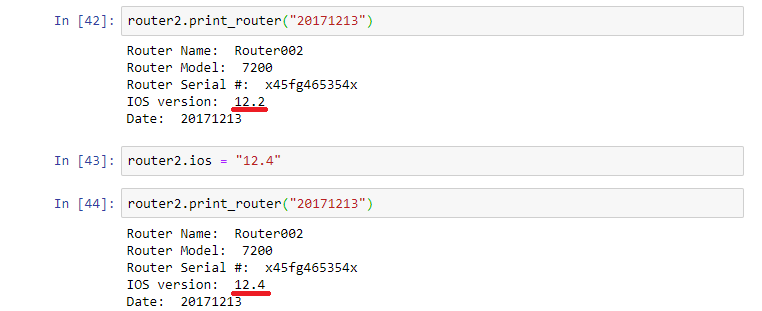 In [42]: router2.print_router("20171213")
Router Name:  Router002
Router Model:  7200
Router Serial #:  x45fg465354x
IOS version:  12.2
Date:  20171213
In [43]: router2.ios = "12.4"
In [44]: router2.print_router("20171213")
Router Name:  Router002
Router Model:  7200
Router Serial #:  x45fg465354x
IOS version:  12.4
Date:  20171213